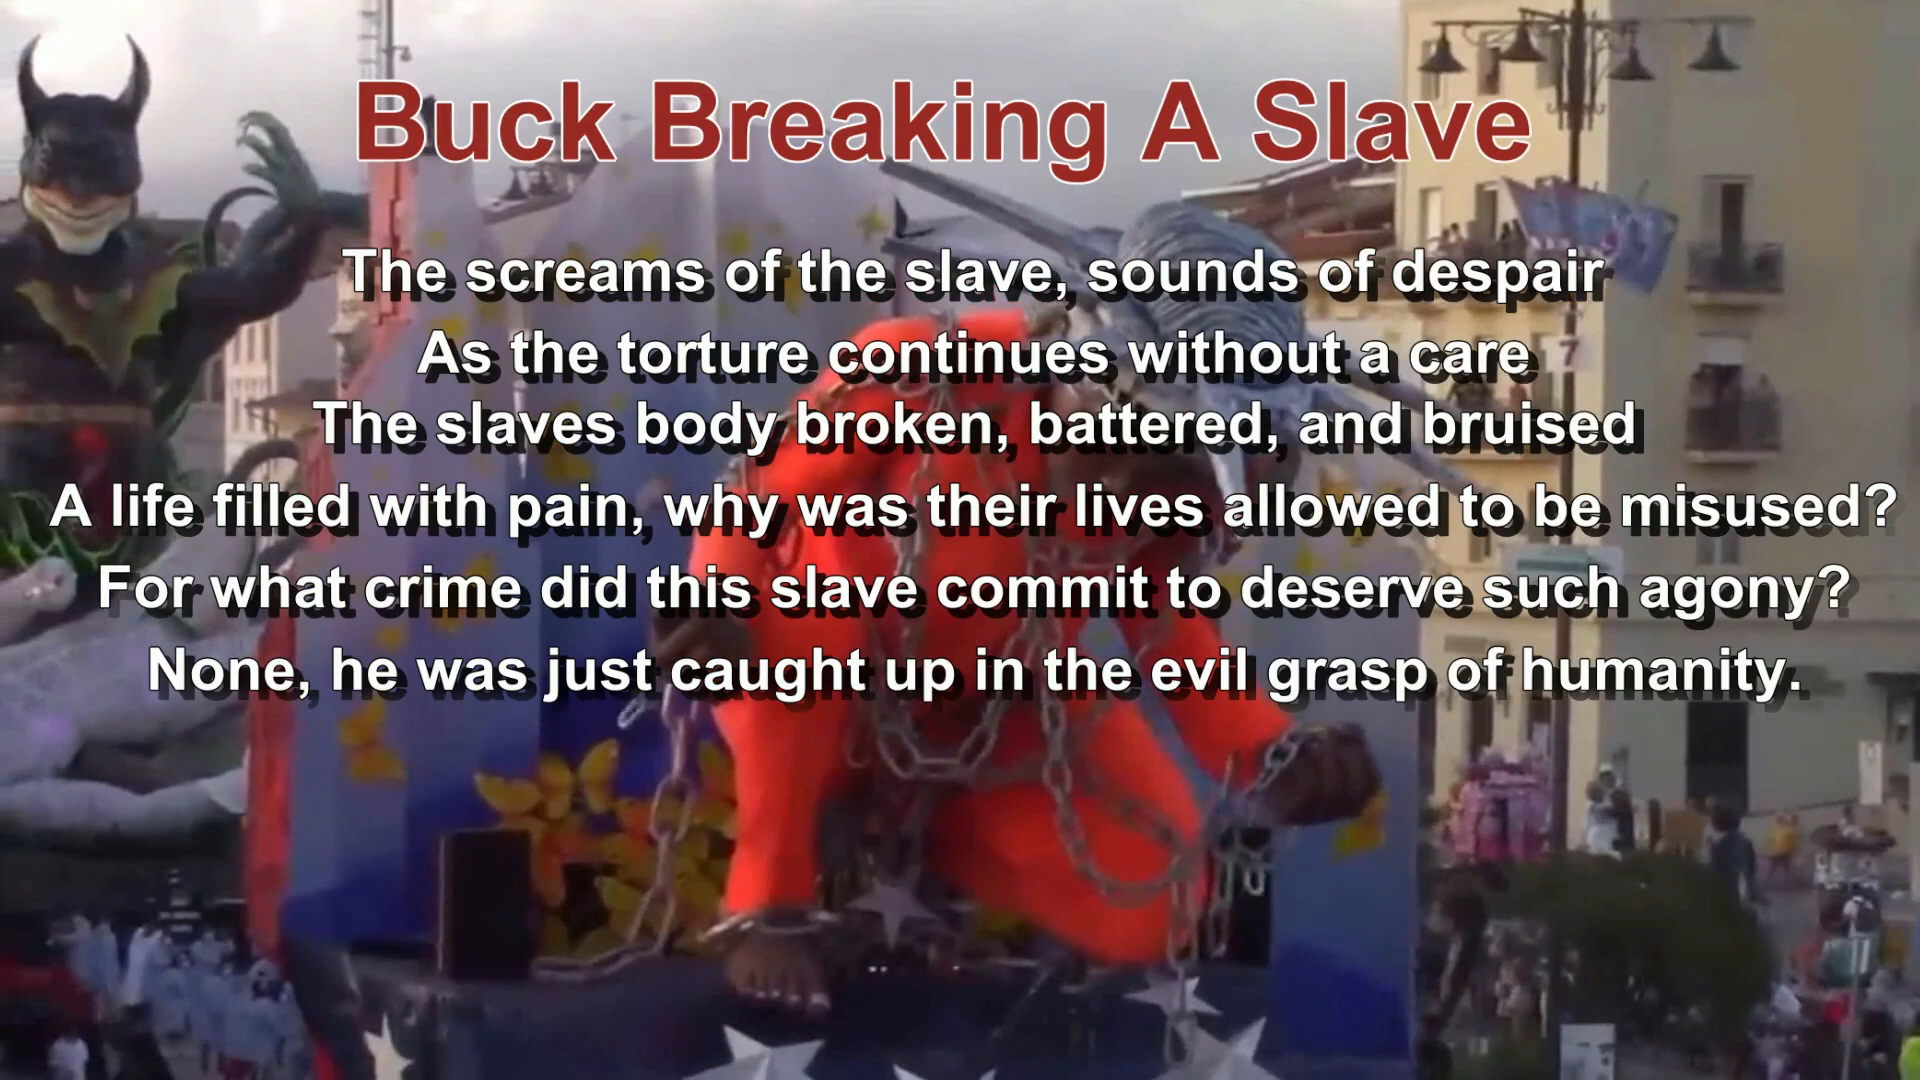 Buck Breaking A Slave
The screams of the slave, sounds of despair
As the torture continues without a care
7
The slaves body broken, battered, and bruised
A life filled with pain, why was their lives allowed to be misused?
For what crime did this slave commit to deserve such agony?
None, he was just caught up in the evil grasp of humanity.